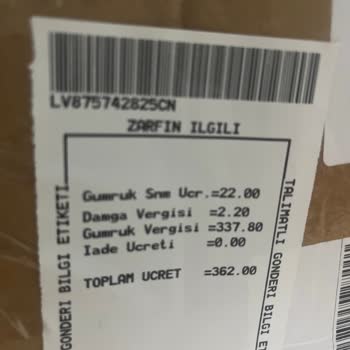 LV875742825CN
ZARFIN ILGILI
Gumruk Snm Ucr.=22.00
Damga Vergisi =2.20
Gumruk Vergisi =337.80
Iade Ucreti =0.00
TOPLAM UCRET =362.00
GONDERI BILGI ETIKETI
TALIMATLI GONDERI BILGI E